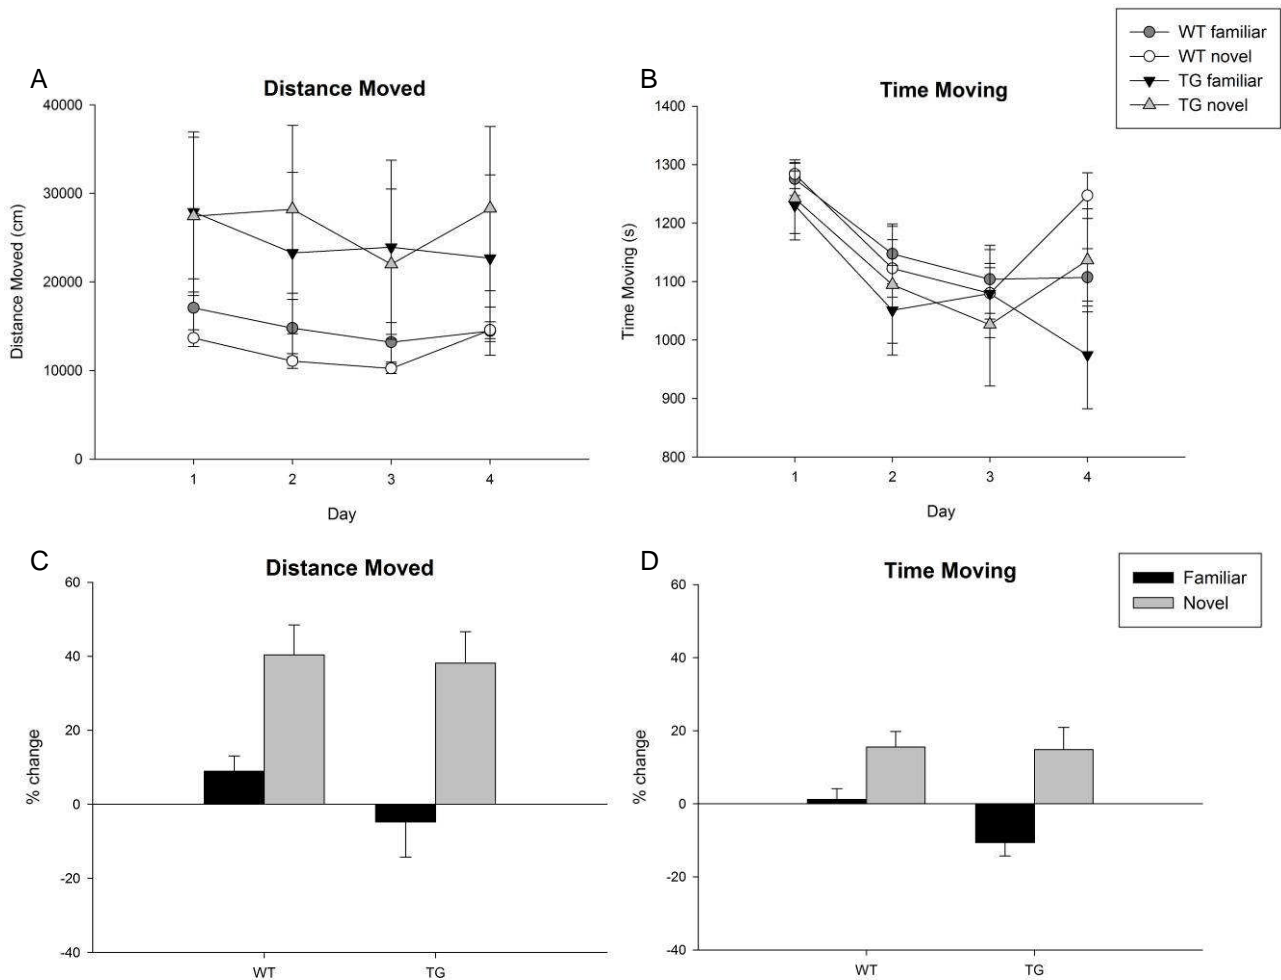 WT familiar
WT novel
TG familiar
TG novel
A
Distance Moved
40000
30000
20000
10000
0
Distance Moved (cm)
1 2 3 4
Day
B
Time Moving
1400
1300
1200
1100
1000
900
800
Time Moving (s)
1 2 3 4
Day
C
Distance Moved
60
40
20
0
-20
-40
% change
WT TG
D
Time Moving
60
40
20
0
-20
-40
% change
WT TG
Familiar
Novel